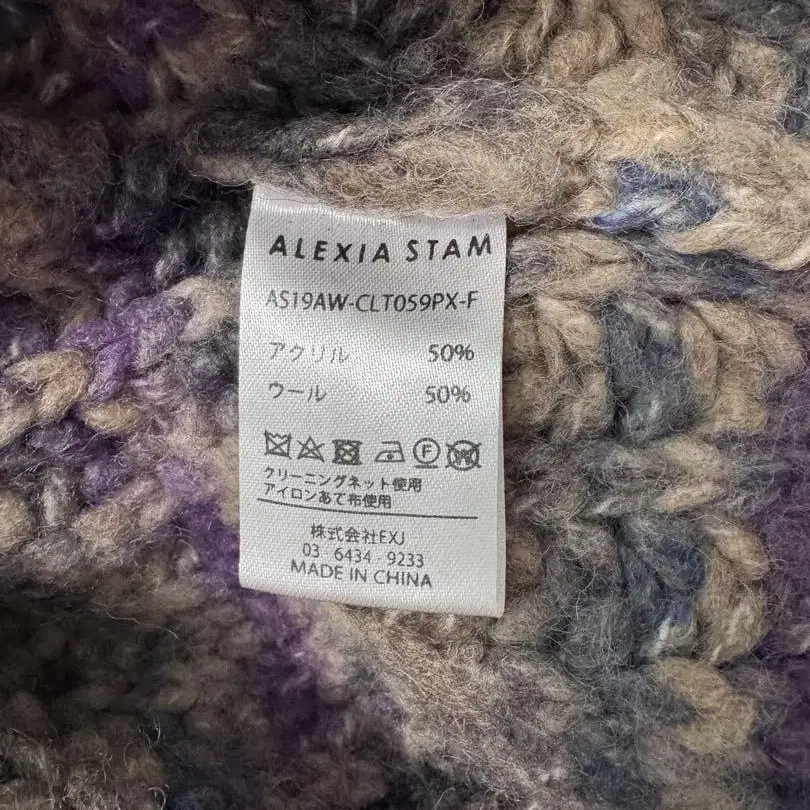 ALEXIA STAM
AS19AW-CLT059PX-F
アクリル 50%
ウール 50%
F W
クリーニングネット使用
アイロンあて布使用
株式会社EXJ
03 6434 9233
MADE IN CHINA